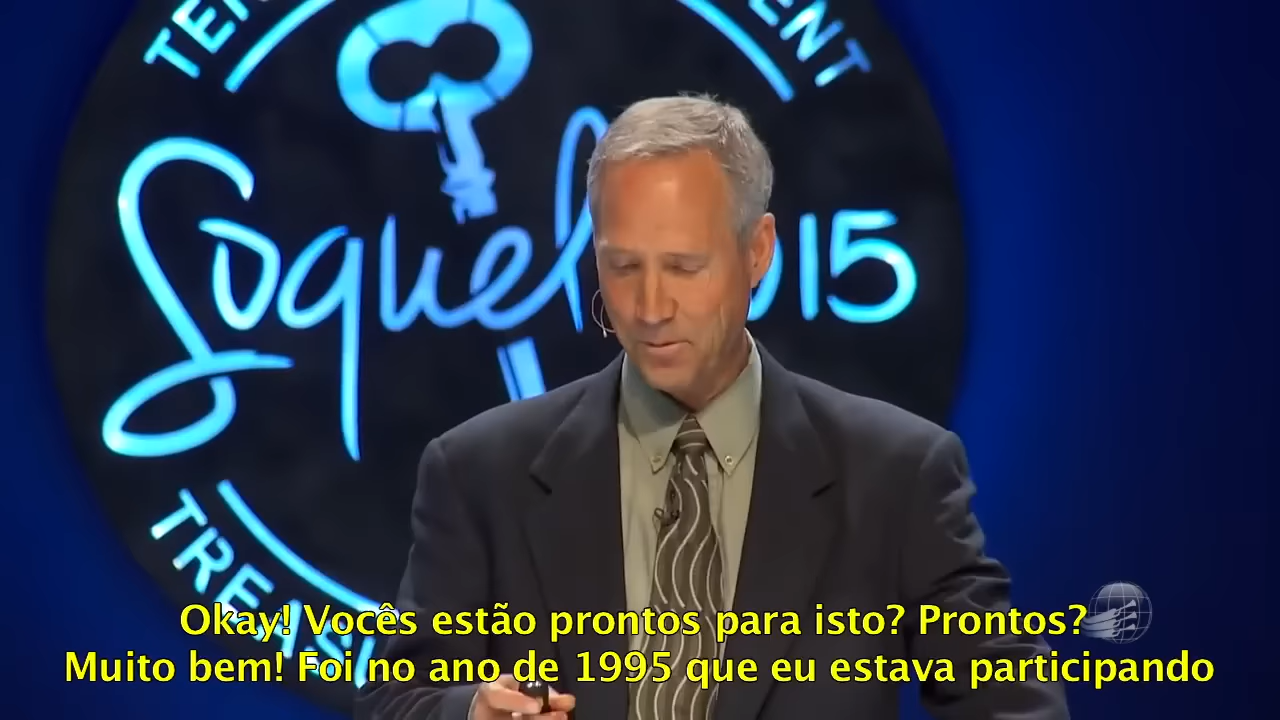 Soquel 2015
Okay! Vocês estão prontos para isto? Prontos?
Muito bem! Foi no ano de 1995 que eu estava participando